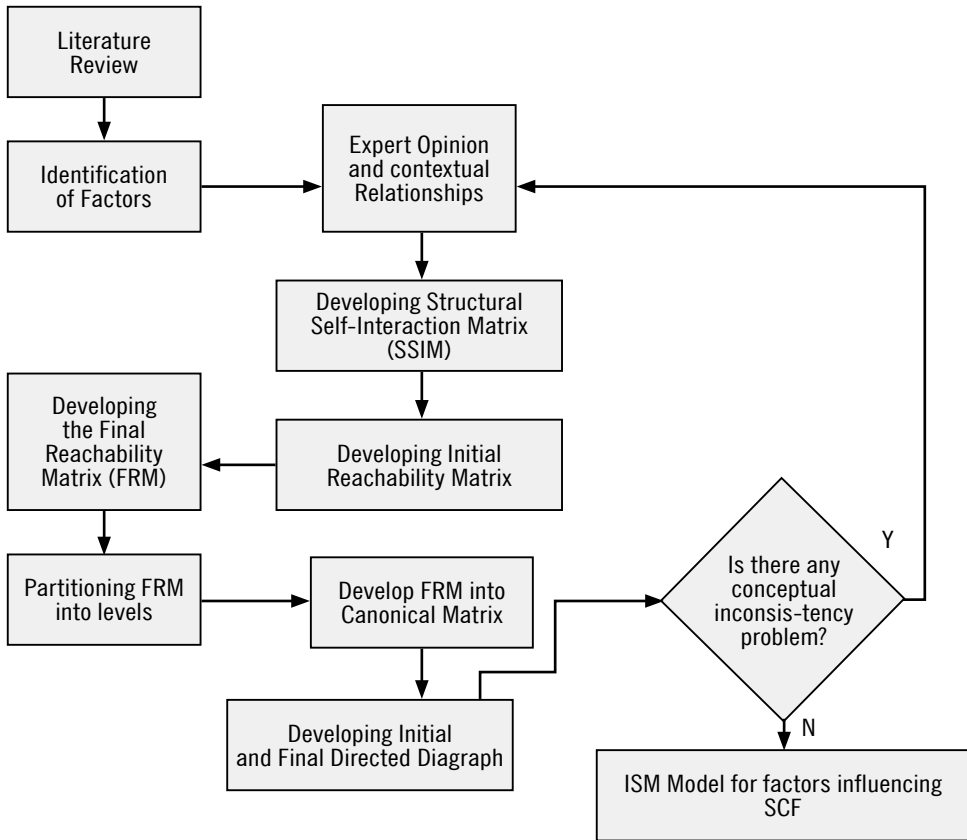 Literature
Review
Identification
of Factors
Expert Opinion
and contextual
Relationships
Developing Structural
Self-Interaction Matrix
(SSIM)
Developing Initial
Reachability Matrix
Developing
the Final
Reachability
Matrix (FRM)
Partitioning FRM
into levels
Develop FRM into
Canonical Matrix
Developing Initial
and Final Directed Diagraph
Is there any
conceptual
inconsis-tency
problem?
Y
N
ISM Model for factors influencing
SCF